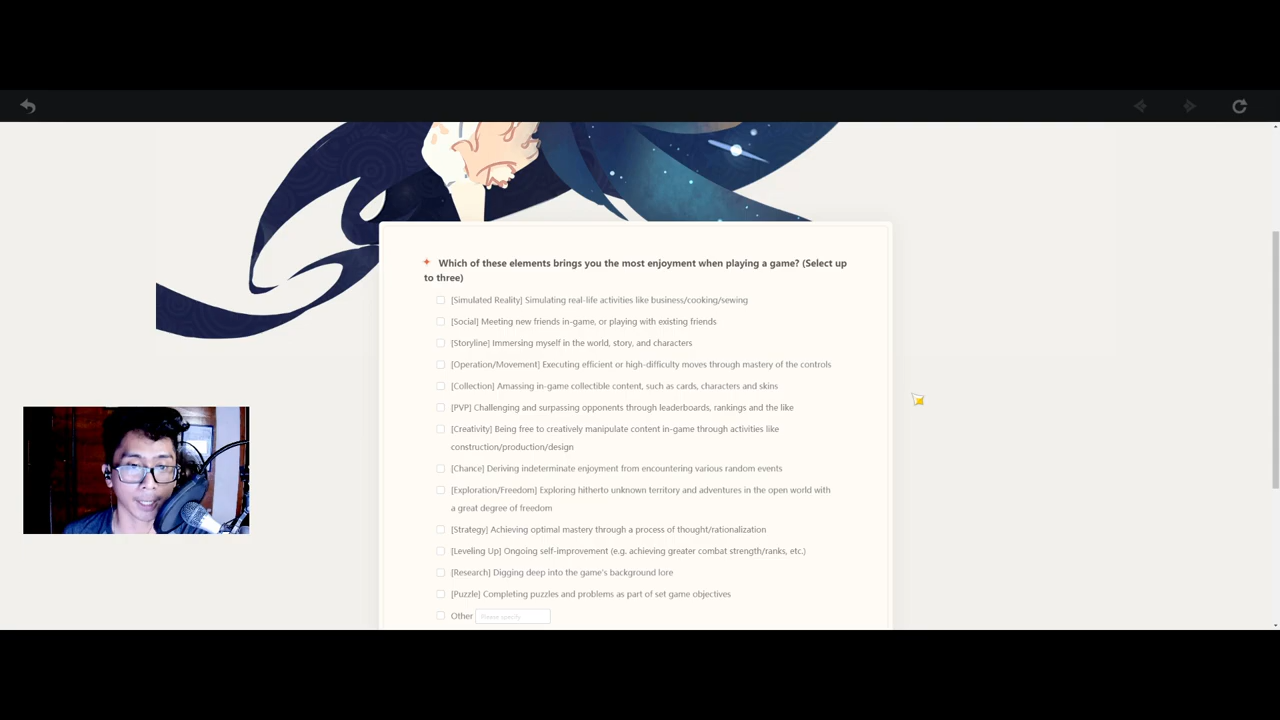 Which of these elements brings you the most enjoyment when playing a game? (Select up
to three)
[Simulated Reality] Simulating real-life activities like business/cooking/sewing
[Social] Meeting new friends in-game, or playing with existing friends
[Storyline] Immersing myself in the world, story, and characters
[Operation/Movement] Executing efficient or high-difficulty moves through mastery of the controls
[Collection] Amassing in-game collectible content, such as cards, characters and skins
[PVP] Challenging and surpassing opponents through leaderboards, rankings and the like
[Creativity] Being free to creatively manipulate content in-game through activities like
construction/production/design
[Chance] Deriving indeterminate enjoyment from encountering various random events
[Exploration/Freedom] Exploring hitherto unknown territory and adventures in the open world with
a great degree of freedom
[Strategy] Achieving optimal mastery through a process of thought/rationalization
[Leveling Up] Ongoing self-improvement (e.g. achieving greater combat strength/ranks, etc.)
[Research] Digging deep into the game's background lore
[Puzzle] Completing puzzles and problems as part of set game objectives
Other Please specify